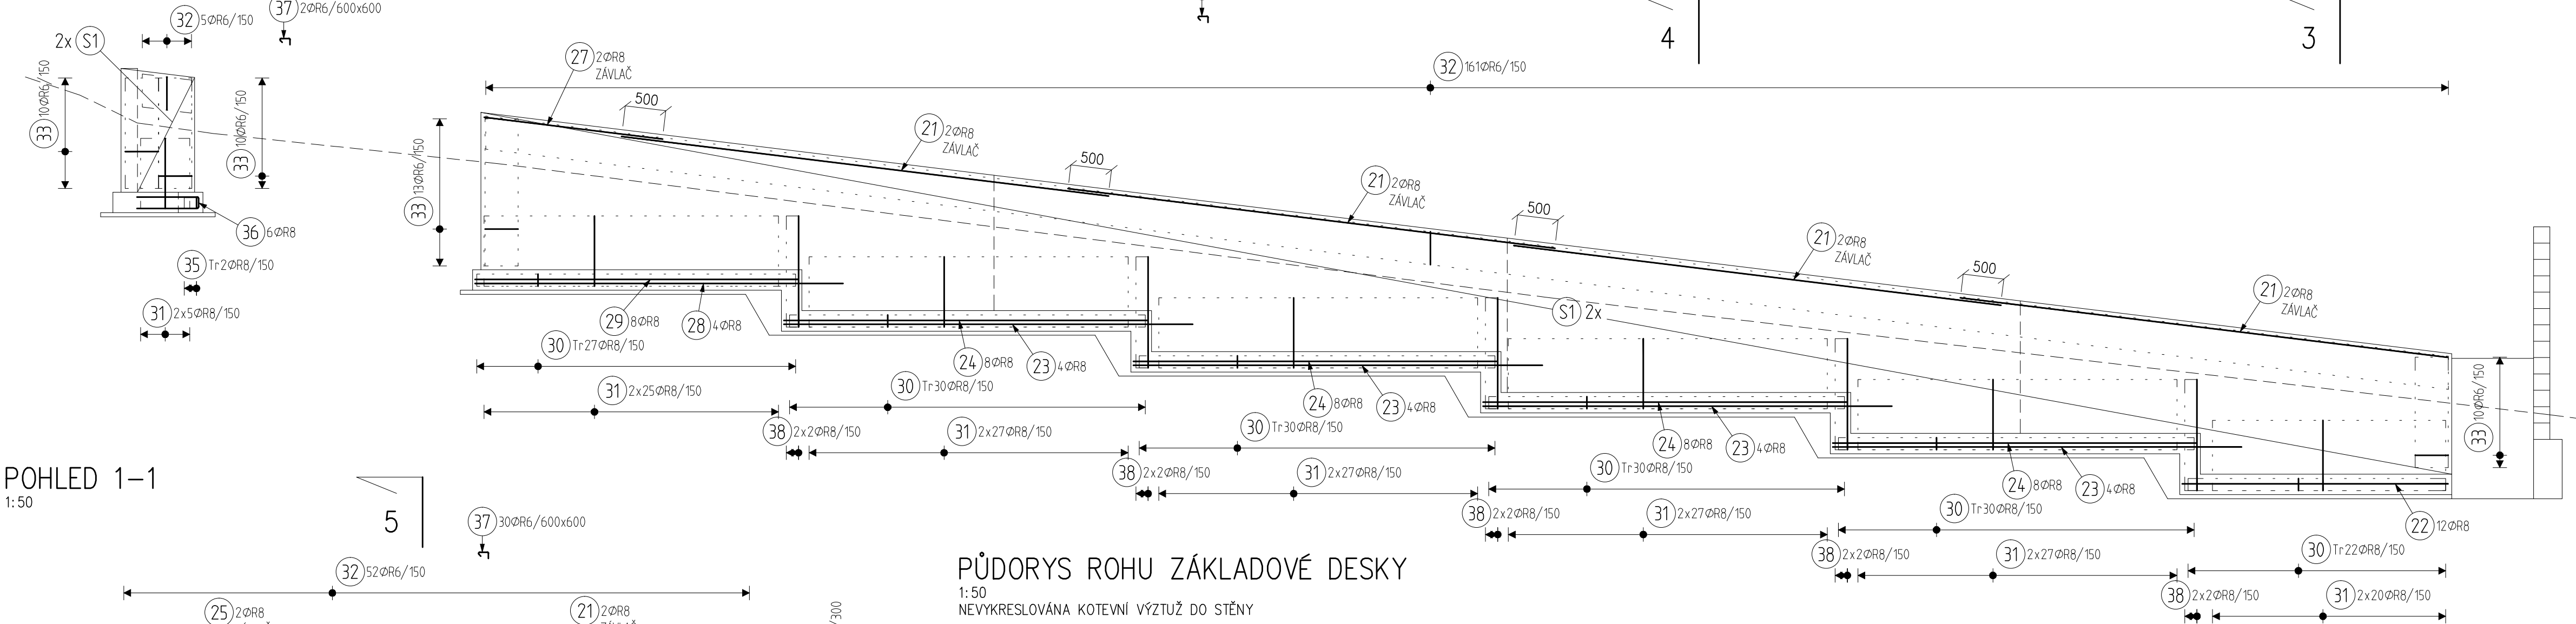 37 2ØR6/600x600
32 5ØR6/150
2x S1
33 10ØR6/150
33 10ØR6/150
36 6ØR8
35 Tr2ØR8/150
31 2x5ØR8/150
4
3
27 2ØR8
ZÁVLAČ
32 161ØR6/150
500
21 2ØR8
ZÁVLAČ
500
21 2ØR8
ZÁVLAČ
500
21 2ØR8
ZÁVLAČ
500
21 2ØR8
ZÁVLAČ
33 13ØR6/150
S1 2x
33 10ØR6/150
29 8ØR8
28 4ØR8
24 8ØR8
23 4ØR8
24 8ØR8
23 4ØR8
24 8ØR8
23 4ØR8
24 8ØR8
23 4ØR8
22 12ØR8
30 Tr27ØR8/150
31 2x25ØR8/150
30 Tr30ØR8/150
38 2x2ØR8/150
31 2x27ØR8/150
30 Tr30ØR8/150
38 2x2ØR8/150
31 2x27ØR8/150
30 Tr30ØR8/150
38 2x2ØR8/150
31 2x27ØR8/150
30 Tr30ØR8/150
38 2x2ØR8/150
31 2x27ØR8/150
30 Tr22ØR8/150
38 2x2ØR8/150
31 2x20ØR8/150
POHLED 1-1
1:50
5
37 30ØR6/600x600
32 52ØR6/150
25 2ØR8
21 2ØR8
/300
PŮDORYS ROHU ZÁKLADOVÉ DESKY
1:50
NEVYKRESLOVÁNA KOTEVNÍ VÝZTUŽ DO STĚNY